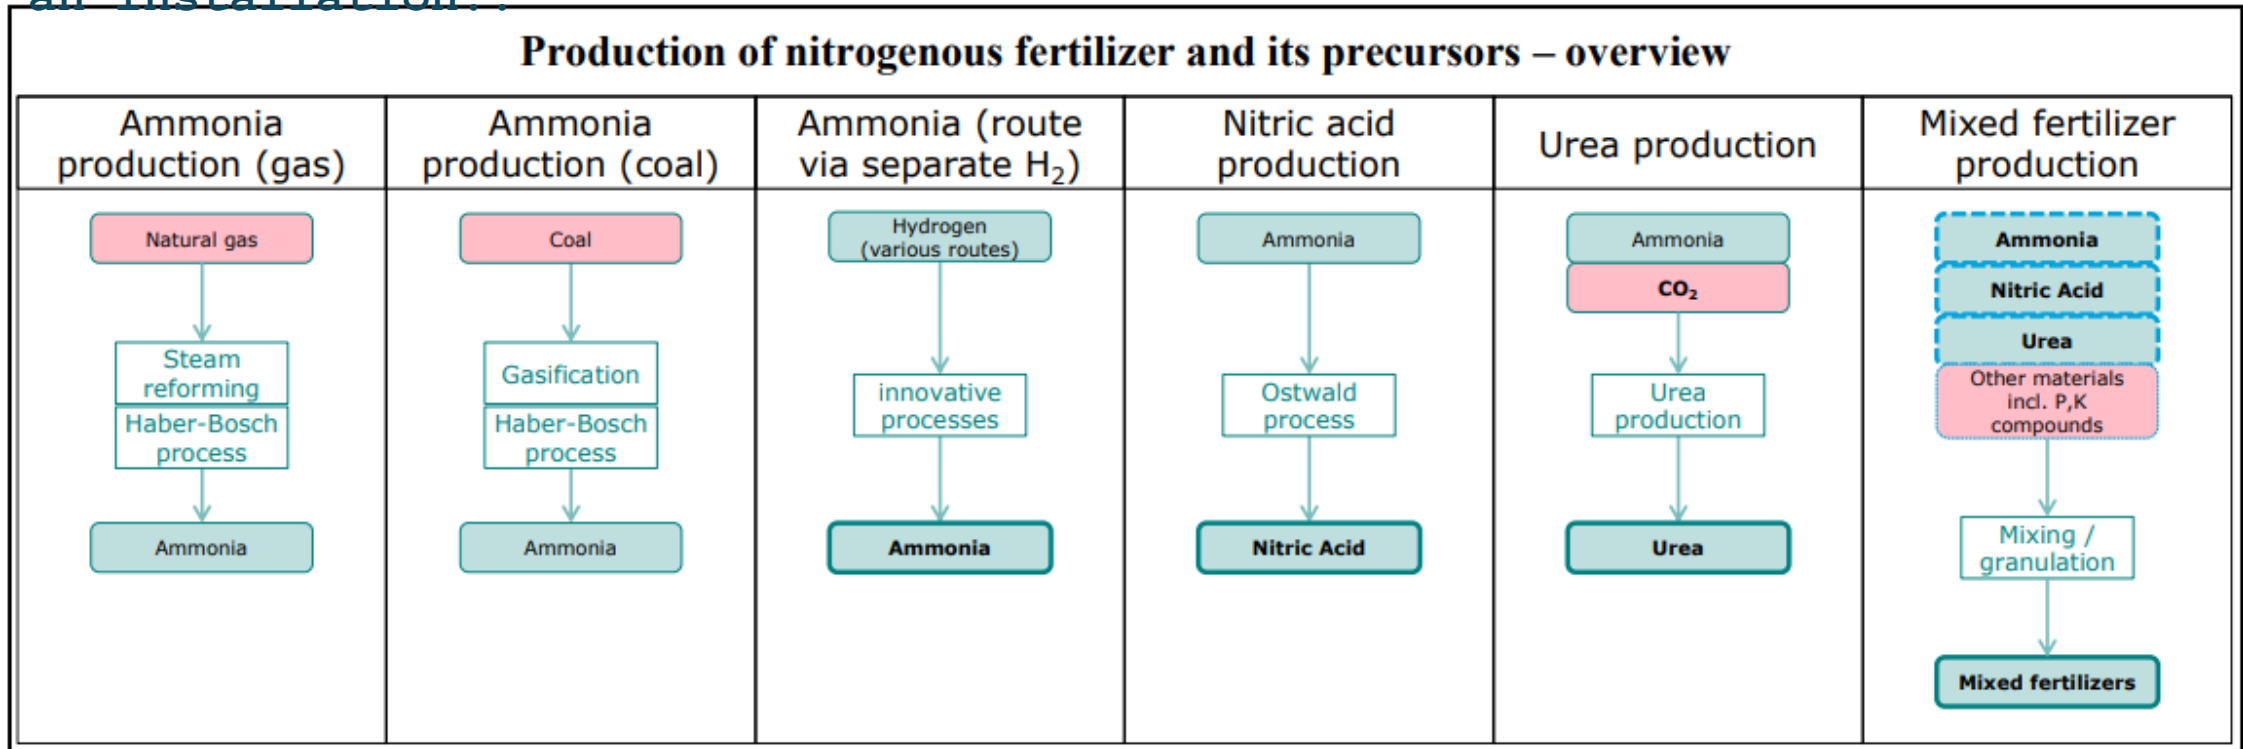 an installation..
Production of nitrogenous fertilizer and its precursors – overview
Ammonia
production (gas)
Ammonia
production (coal)
Ammonia (route
via separate H₂)
Nitric acid
production
Urea production
Mixed fertilizer
production
Natural gas
Steam
reforming
Haber-Bosch
process
Ammonia
Coal
Gasification
Haber-Bosch
process
Ammonia
Hydrogen
(various routes)
innovative
processes
Ammonia
Ammonia
Ostwald
process
Nitric Acid
Ammonia
CO₂
Urea
production
Urea
Ammonia
Nitric Acid
Urea
Other materials
incl. P,K
compounds
Mixing /
granulation
Mixed fertilizers